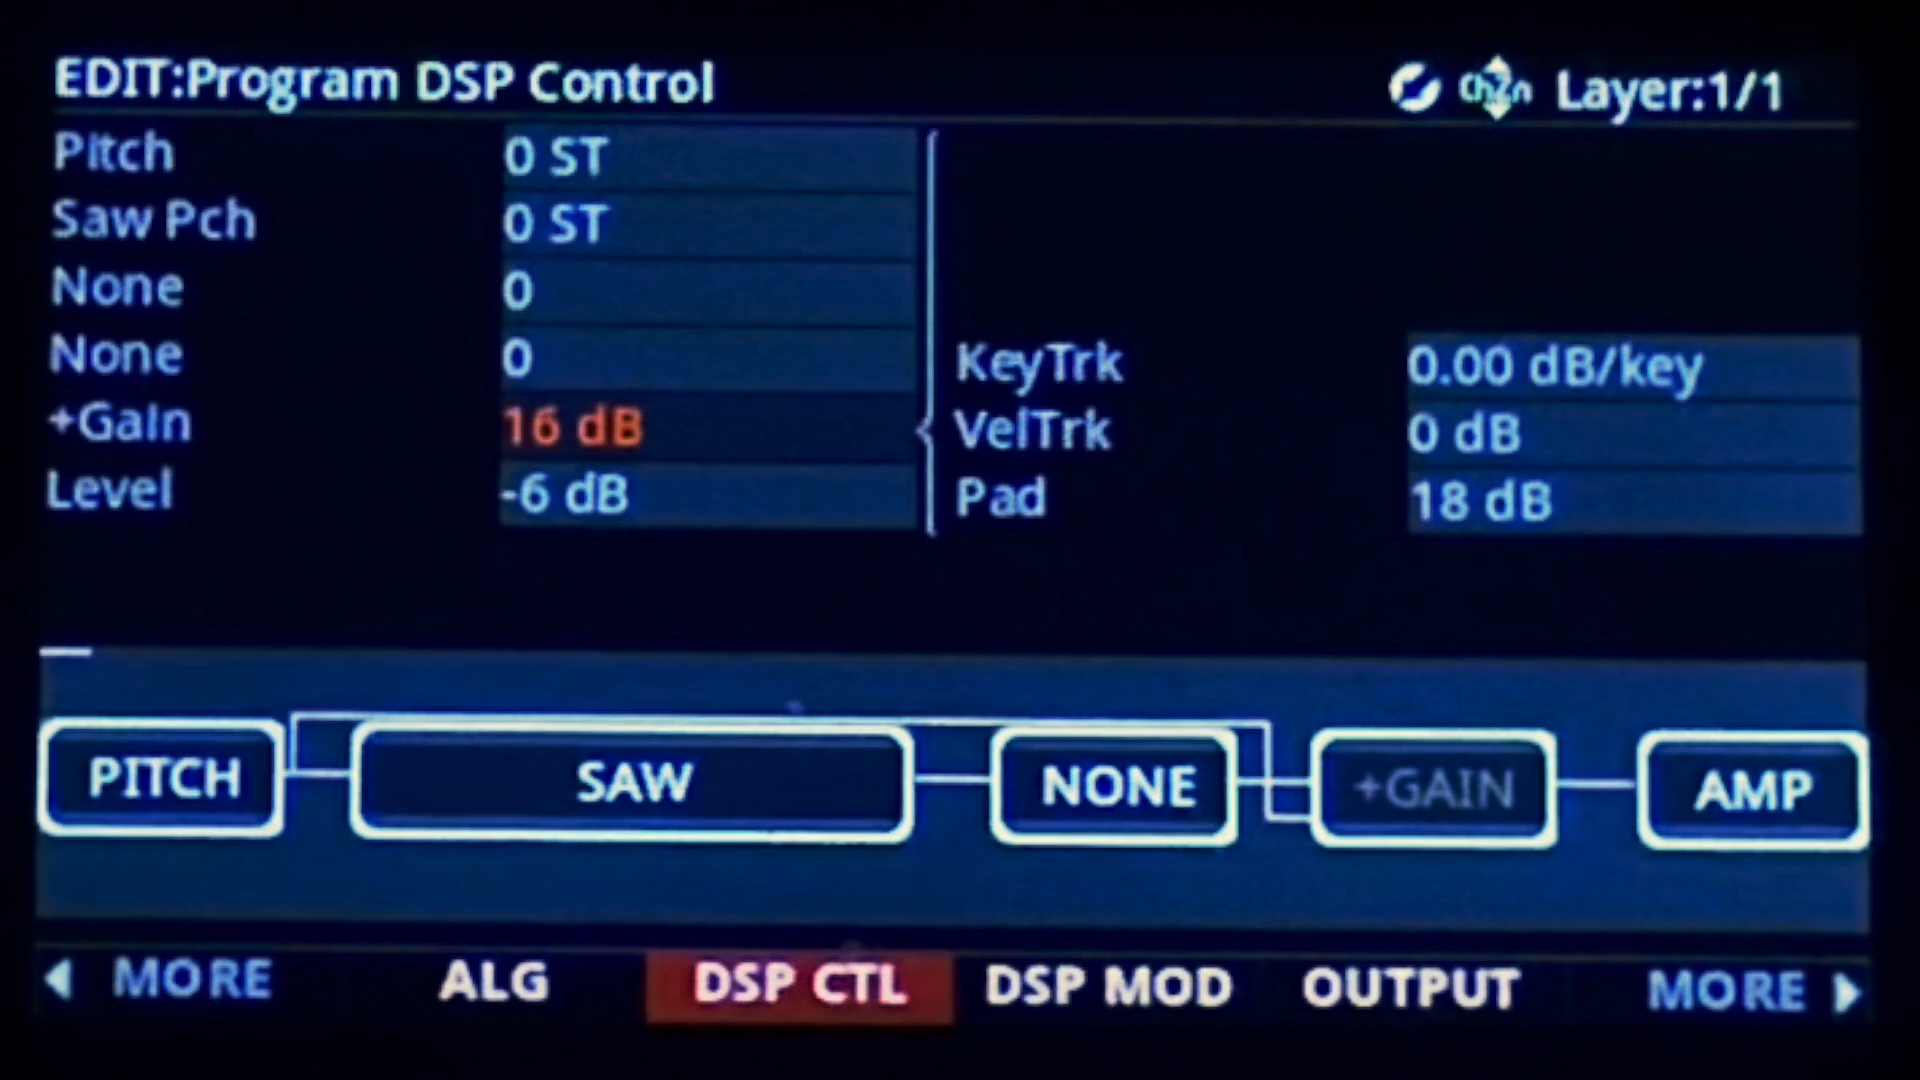 EDIT:Program DSP Control Layer:1/1
Pitch 0 ST
Saw Pch 0 ST
None 0
None 0 KeyTrk 0.00 dB/key
+Gain 16 dB VelTrk 0 dB
Level -6 dB Pad 18 dB
PITCH SAW NONE +GAIN AMP
MORE ALG DSP CTL DSP MOD OUTPUT MORE